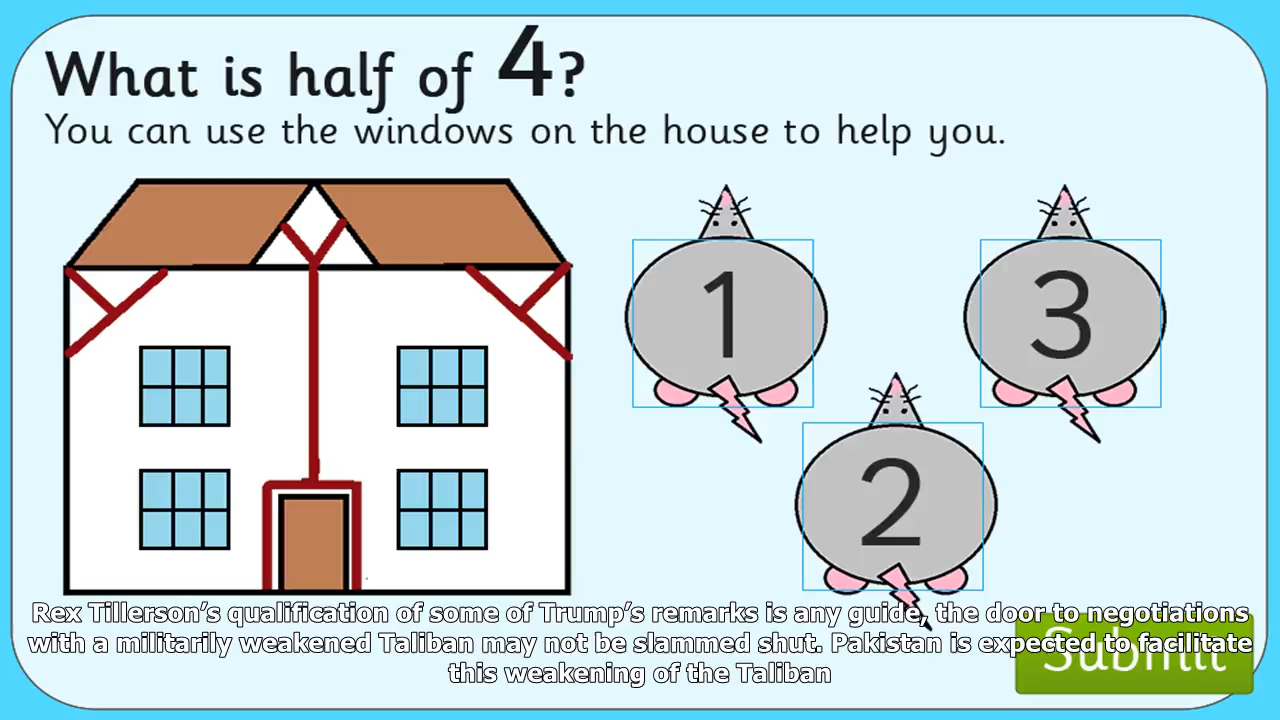 What is half of 4?
You can use the windows on the house to help you.
1
3
2
Rex Tillerson’s qualification of some of Trump’s remarks is any guide, the door to negotiations
with a militarily weakened Taliban may not be slammed shut. Pakistan is expected to facilitate
this weakening of the Taliban
Submit